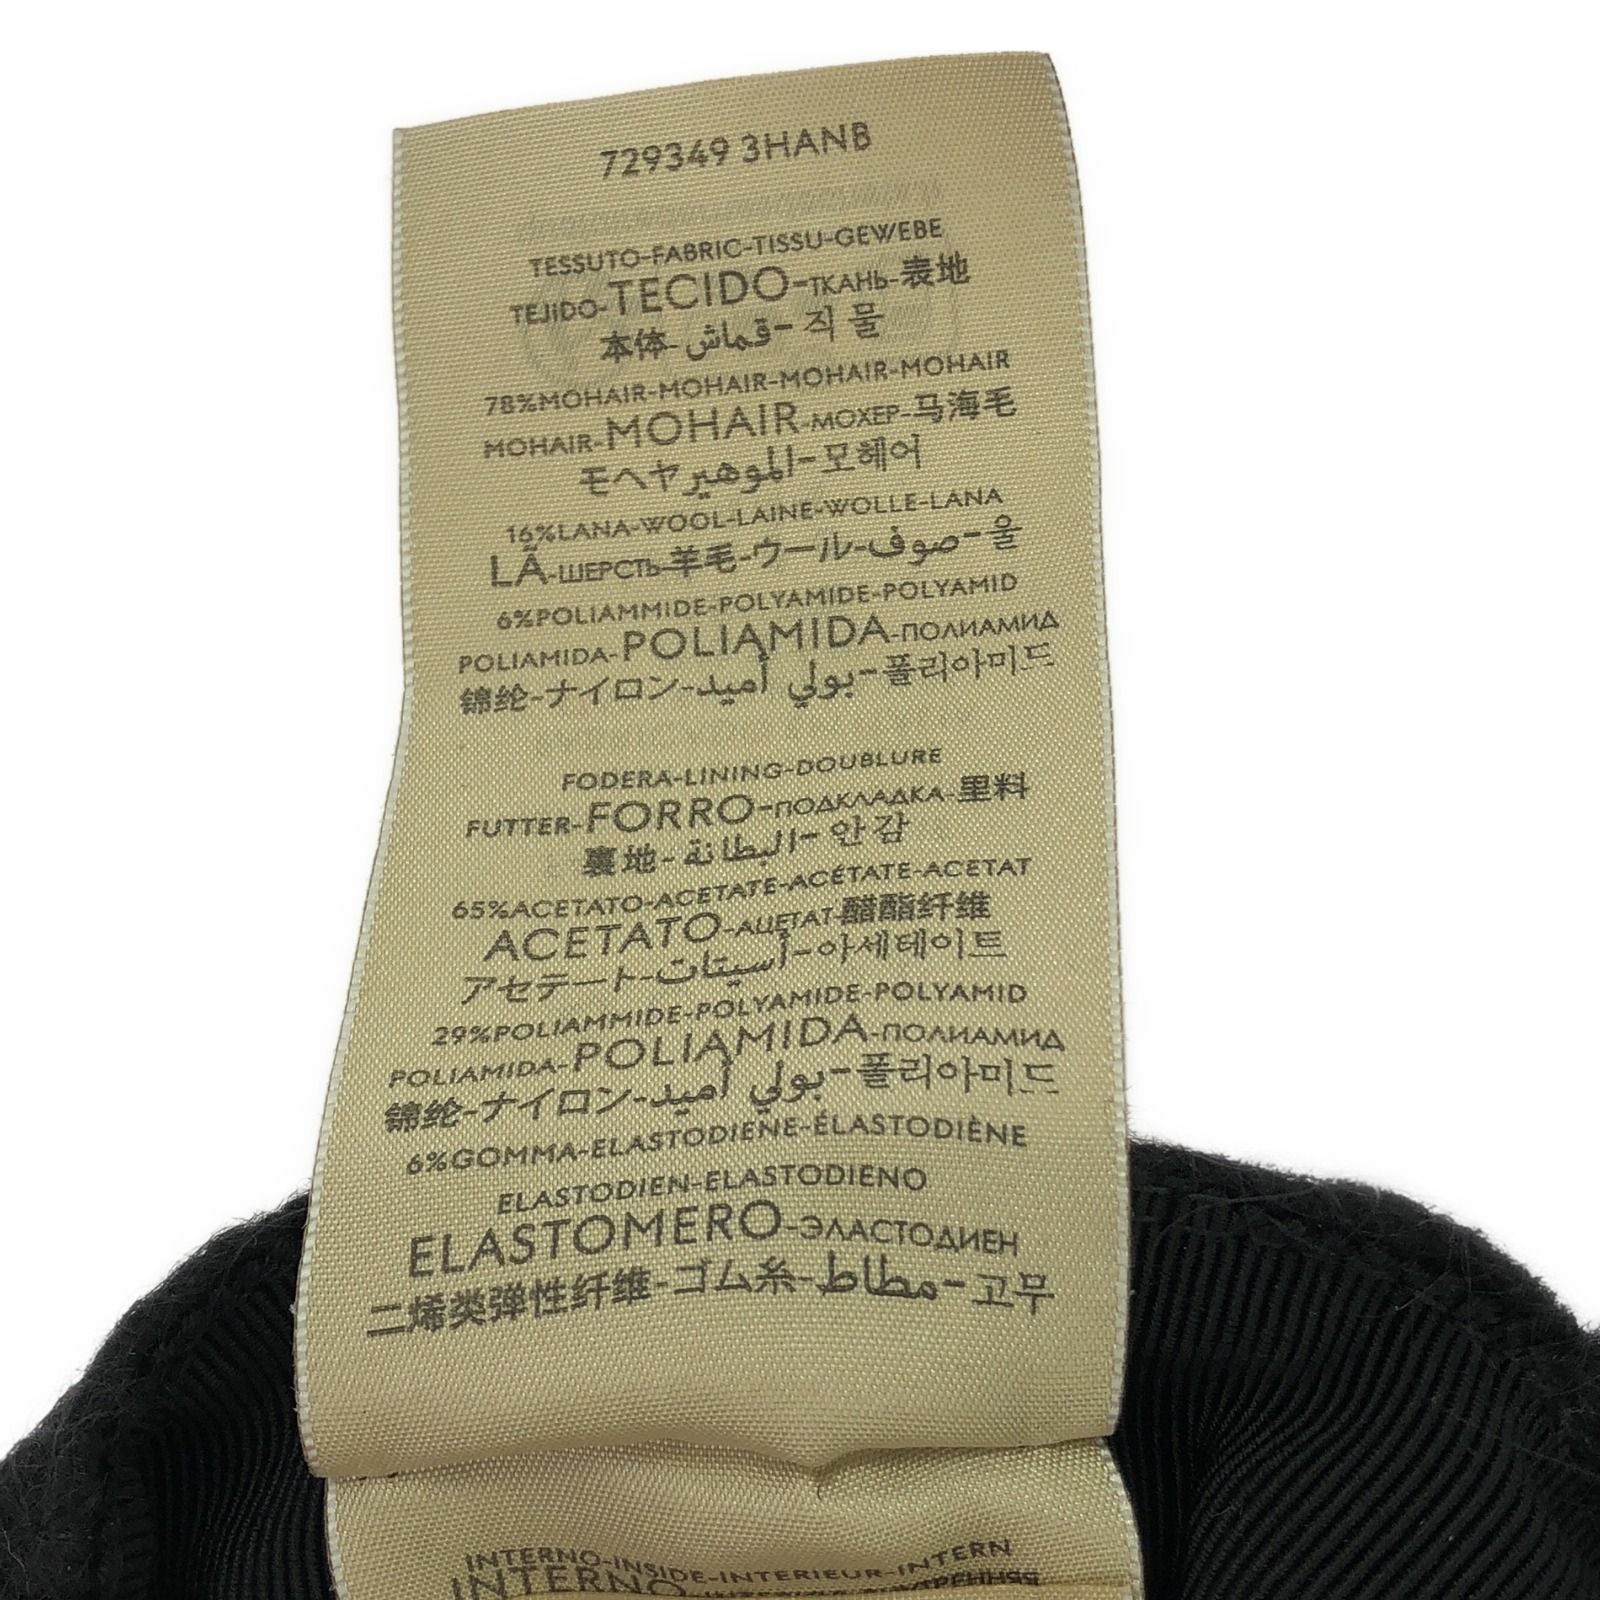 729349 3HANB
TESSUTO-FABRIC-TISSU-GEWEBE
TEJIDO-TECIDO-ТКАНЬ-表地
本体-قماش-직물
78%MOHAIR-MOHAIR-MOHAIR-MOHAIR
MOHAIR-MOHAIR-МОХЕР-马海毛
モヘヤ-الموهير-모헤어
16%LANA-WOOL-LAINE-WOLLE-LANA
LÃ-ШЕРСТЬ-羊毛-ウール-صوف-울
6%POLIAMMIDE-POLYAMIDE-POLYAMID
POLIAMIDA-POLIAMIDA-ПОЛИАМИД
锦纶-ナイロン-بولي أميد-폴리아미드
FODERA-LINING-DOUBLURE
FUTTER-FORRO-ПОДКЛАДКА-里料
裏地-البطانة-안감
65%ACETATO-ACETATE-ACÉTATE-ACETAT
ACETATO-АЦЕТАТ-醋酯纤维
アセテート-أسيتات-아세테이트
29%POLIAMMIDE-POLYAMIDE-POLYAMID
POLIAMIDA-POLIAMIDA-ПОЛИАМИД
锦纶-ナイロン-بولي أميد-폴리아미드
6%GOMMA-ELASTODIENE-ÉLASTODIÈNE
ELASTODIEN-ELASTODIENO
ELASTOMERO-ЭЛАСТОДИЕН
二烯类弹性纤维-ゴム糸-مطاط-고무
INTERNO-INSIDE-INTERIEUR-INTERN
INTERNO